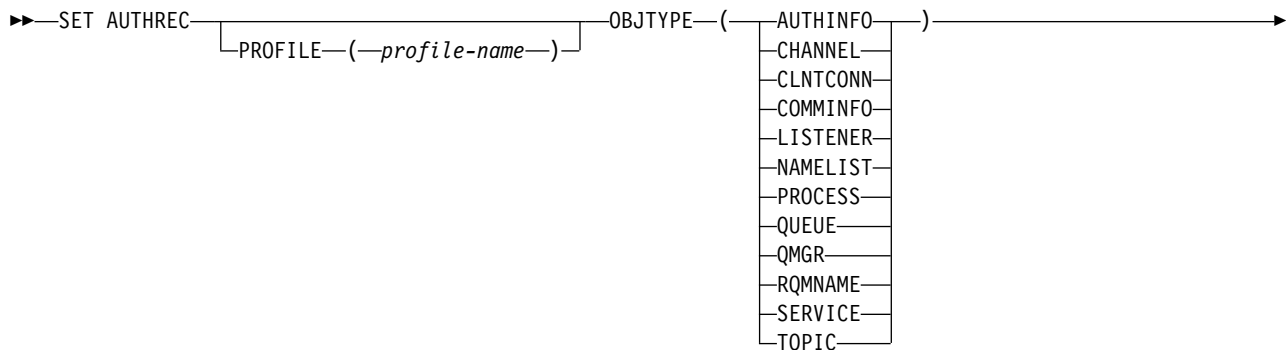 SET AUTHREC OBJTYPE ( AUTHINFO )
PROFILE ( profile-name ) CHANNEL
CLNTCONN
COMMINFO
LISTENER
NAMELIST
PROCESS
QUEUE
QMGR
RQMNAME
SERVICE
TOPIC